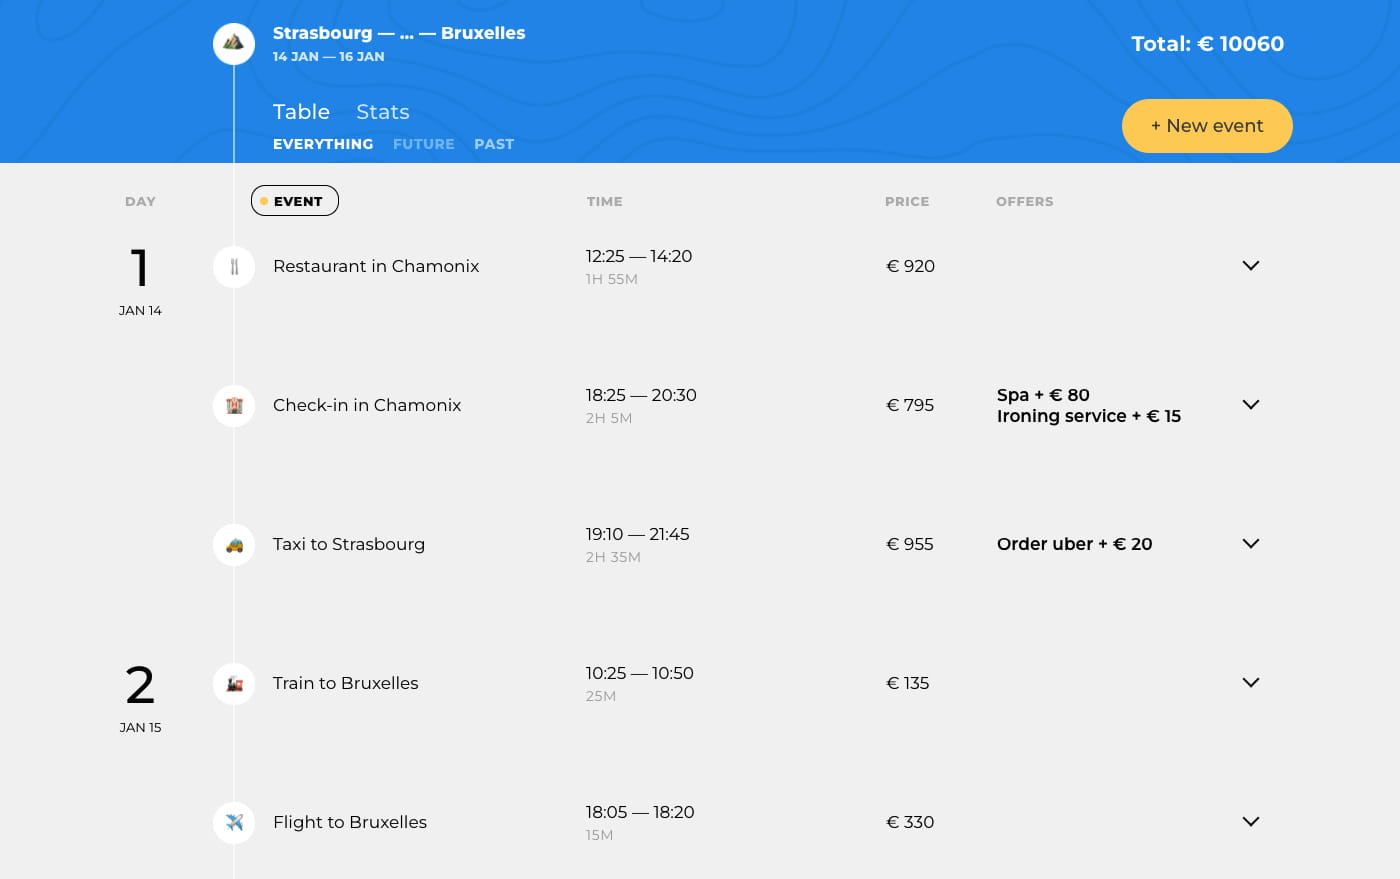 Strasbourg — ... — Bruxelles
14 JAN — 16 JAN
Total: € 10060
Table Stats
EVERYTHING FUTURE PAST
+ New event
DAY EVENT TIME PRICE OFFERS
1
JAN 14
Restaurant in Chamonix
12:25 — 14:20
1H 55M
€ 920
Check-in in Chamonix
18:25 — 20:30
2H 5M
€ 795
Spa + € 80
Ironing service + € 15
Taxi to Strasbourg
19:10 — 21:45
2H 35M
€ 955
Order uber + € 20
2
JAN 15
Train to Bruxelles
10:25 — 10:50
25M
€ 135
Flight to Bruxelles
18:05 — 18:20
15M
€ 330